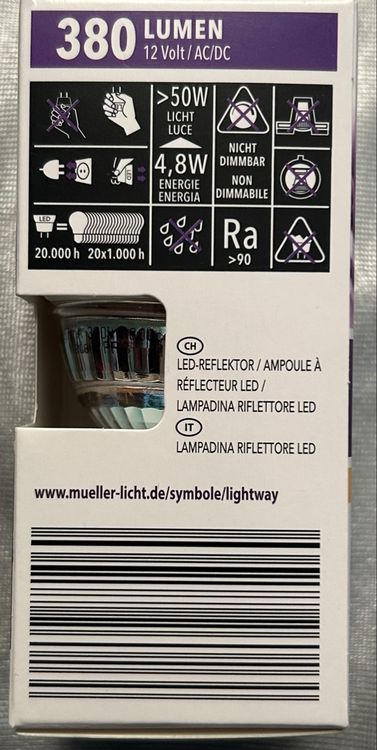 380 LUMEN
12 Volt / AC/DC
>50W
LICHT
LUCE
4,8W
ENERGIE
ENERGIA
NICHT
DIMMBAR
NON
DIMMABILE
LED
LED
20.000 h
20x1.000 h
Ra
>90
CH
LED-REFLEKTOR / AMPOULE À
RÉFLECTEUR LED /
LAMPADINA RIFLETTORE LED
IT
LAMPADINA RIFLETTORE LED
www.mueller-licht.de/symbole/lightway